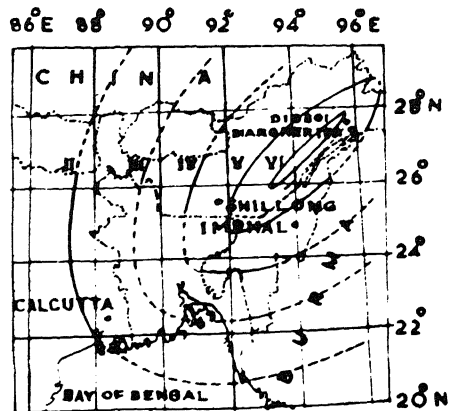 86°E 88° 90° 92° 94° 96°E
C H I N A
28°N
DIBOI
MARGHERITA
II III IV V VI
26°
SHILLONG
IMPHAL
24°
B U R M A
CALCUTTA
22°
BAY OF BENGAL
20°N